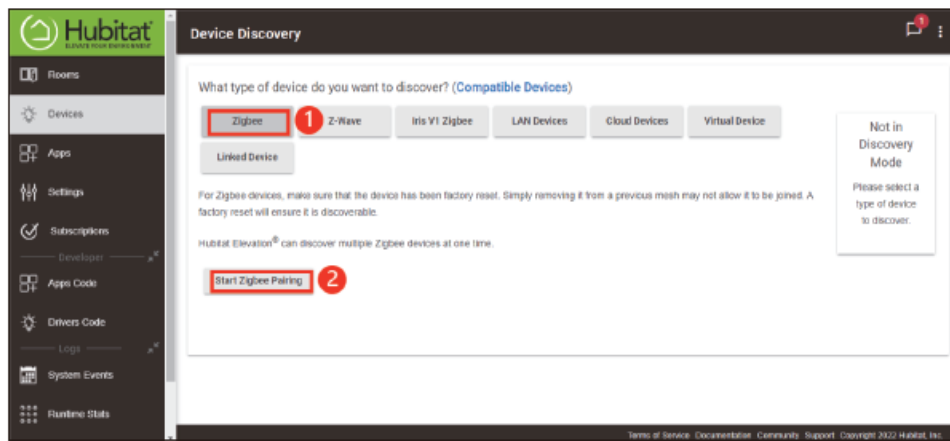 Hubitat
ELEVATE YOUR ENVIRONMENT
Device Discovery
1
Rooms
Devices
Apps
Settings
Subscriptions
Developer
Apps Code
Drivers Code
Logs
System Events
Runtime Stats
What type of device do you want to discover? (Compatible Devices)
Zigbee
1
Z-Wave
Iris V1 Zigbee
LAN Devices
Cloud Devices
Virtual Device
Linked Device
For Zigbee devices, make sure that the device has been factory reset. Simply removing it from a previous mesh may not allow it to be joined. A
factory reset will ensure it is discoverable.
Hubitat Elevation® can discover multiple Zigbee devices at one time.
Start Zigbee Pairing
2
Not in
Discovery
Mode
Please select a
type of device
to discover.
Terms of Service Documentation Community Support Copyright 2022 Hubitat, Inc.